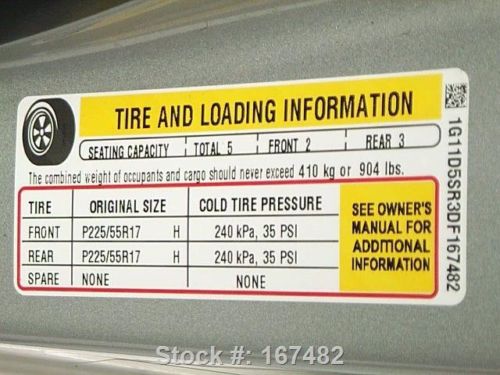 TIRE AND LOADING INFORMATION
SEATING CAPACITY TOTAL 5 FRONT 2 REAR 3
The combined weight of occupants and cargo should never exceed 410 kg or 904 lbs.
TIRE ORIGINAL SIZE COLD TIRE PRESSURE
FRONT P225/55R17 H 240 kPa, 35 PSI
REAR P225/55R17 H 240 kPa, 35 PSI
SPARE NONE NONE
SEE OWNER'S
MANUAL FOR
ADDITIONAL
INFORMATION
1G11D5SR3DF167482
Stock #: 167482